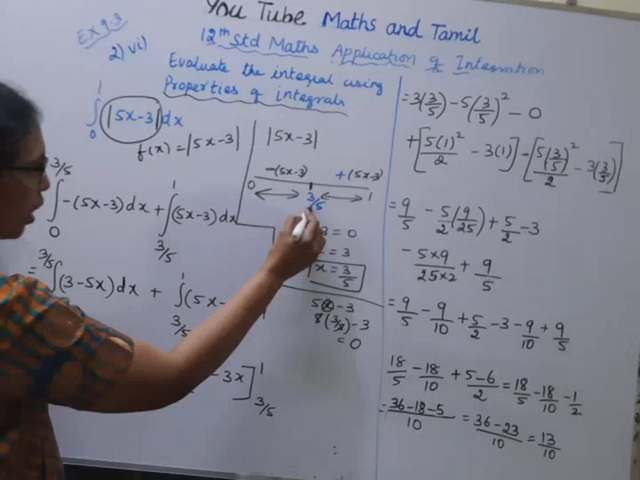 You Tube Maths and Tamil
Ex 9.3
12th Std Maths Application of Integration
2) vi)
Evaluate the integral using
Properties of integrals
∫₀¹ |5x-3| dx
f(x) = |5x-3|
∫₀^{3/5} -(5x-3) dx + ∫_{3/5}^1 (5x-3) dx
= ∫ (3-5x) dx + ∫_{3/5}^1 (5x-
-3x]_{3/5}^1
|5x-3|
-(5x-3) +(5x-3)
0 3/5 1
3 = 0
= 3
x = 3/5
5x-3
5(3/5)-3
= 0
= 3(3/5) - 5(3/5)² - 0
+ [5(1)²/2 - 3(1)] - [5(3/5)²/2 - 3(3/5)]
= 9/5 - 5/2(9/25) + 5/2 - 3
- 5×9/25×2 + 9/5
= 9/5 - 9/10 + 5/2 - 3 - 9/10 + 9/5
18/5 - 18/10 + 5-6/2 = 18/5 - 18/10 - 1/2
= 36-18-5/10 = 36-23/10 = 13/10